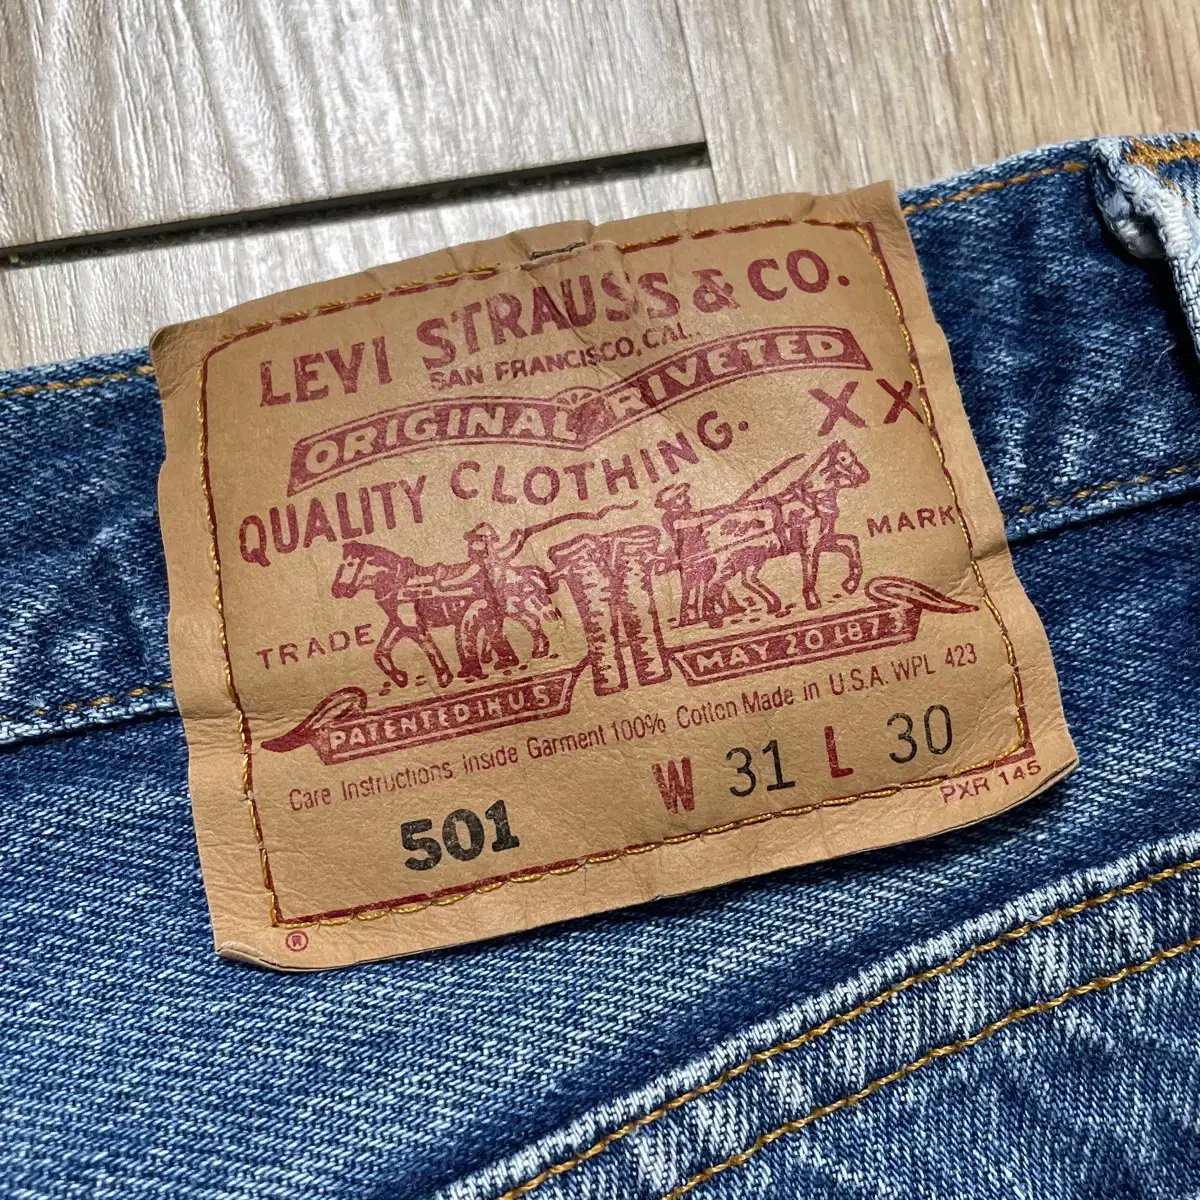 LEVI STRAUSS & CO.
SAN FRANCISCO, CAL.
ORIGINAL RIVETED
QUALITY CLOTHING. XX
TRADE MARK
PATENTED IN U.S. MAY 20 1873
Care Instructions Inside Garment 100% Cotton Made in U.S.A. WPL 423
501 W 31 L 30
PXR 145
®